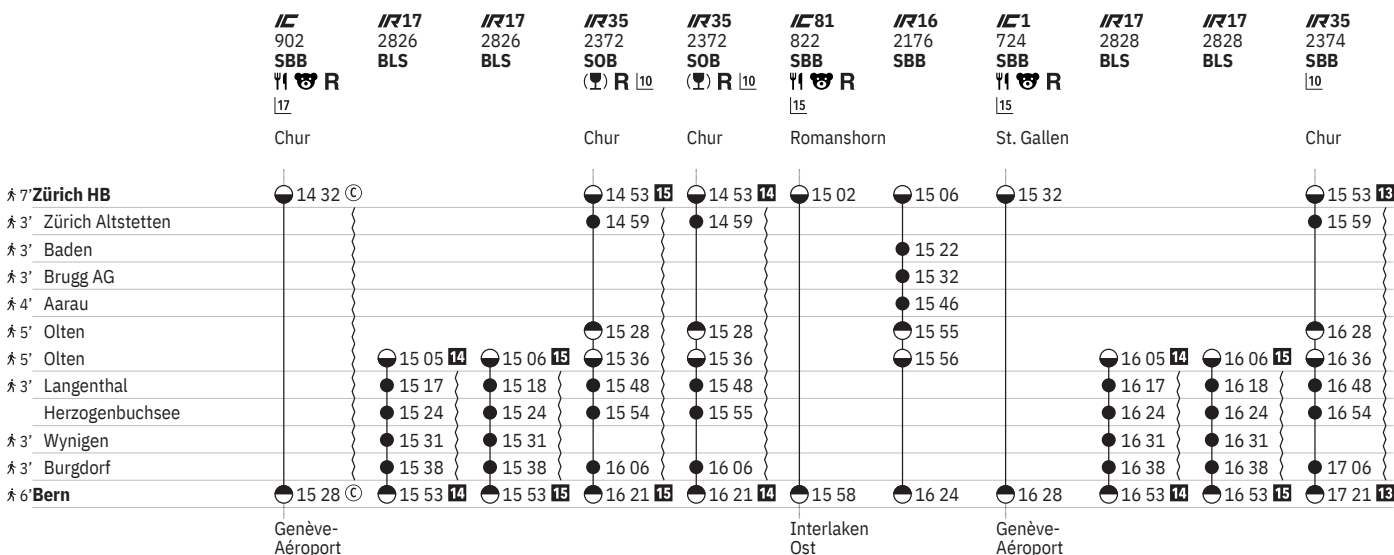 IC IR17 IR17 IR35 IR35 IC81 IR16 IC1 IR17 IR17 IR35
902 2826 2826 2372 2372 822 2176 724 2828 2828 2374
SBB BLS BLS SOB SOB SBB SBB SBB BLS BLS SBB
R R 10 R 10 R R 10
17 15 15
Chur Chur Chur Romanshorn St. Gallen Chur
7’ Zürich HB 14 32 C 14 53 15 14 53 14 15 02 15 06 15 32 15 53 13
3’ Zürich Altstetten 14 59 14 59 15 59
3’ Baden 15 22
3’ Brugg AG 15 32
4’ Aarau 15 46
5’ Olten 15 28 15 28 15 55 16 28
5’ Olten 15 05 14 15 06 15 15 36 15 36 15 56 16 05 14 16 06 15 16 36
3’ Langenthal 15 17 15 18 15 48 15 48 16 17 16 18 16 48
Herzogenbuchsee 15 24 15 24 15 54 15 55 16 24 16 24 16 54
3’ Wynigen 15 31 15 31 16 31 16 31
3’ Burgdorf 15 38 15 38 16 06 16 06 16 38 16 38 17 06
6’ Bern 15 28 C 15 53 14 15 53 15 16 21 15 16 21 14 15 58 16 24 16 28 16 53 14 16 53 15 17 21 13
Genève- Interlaken Genève-
Aéroport Ost Aéroport